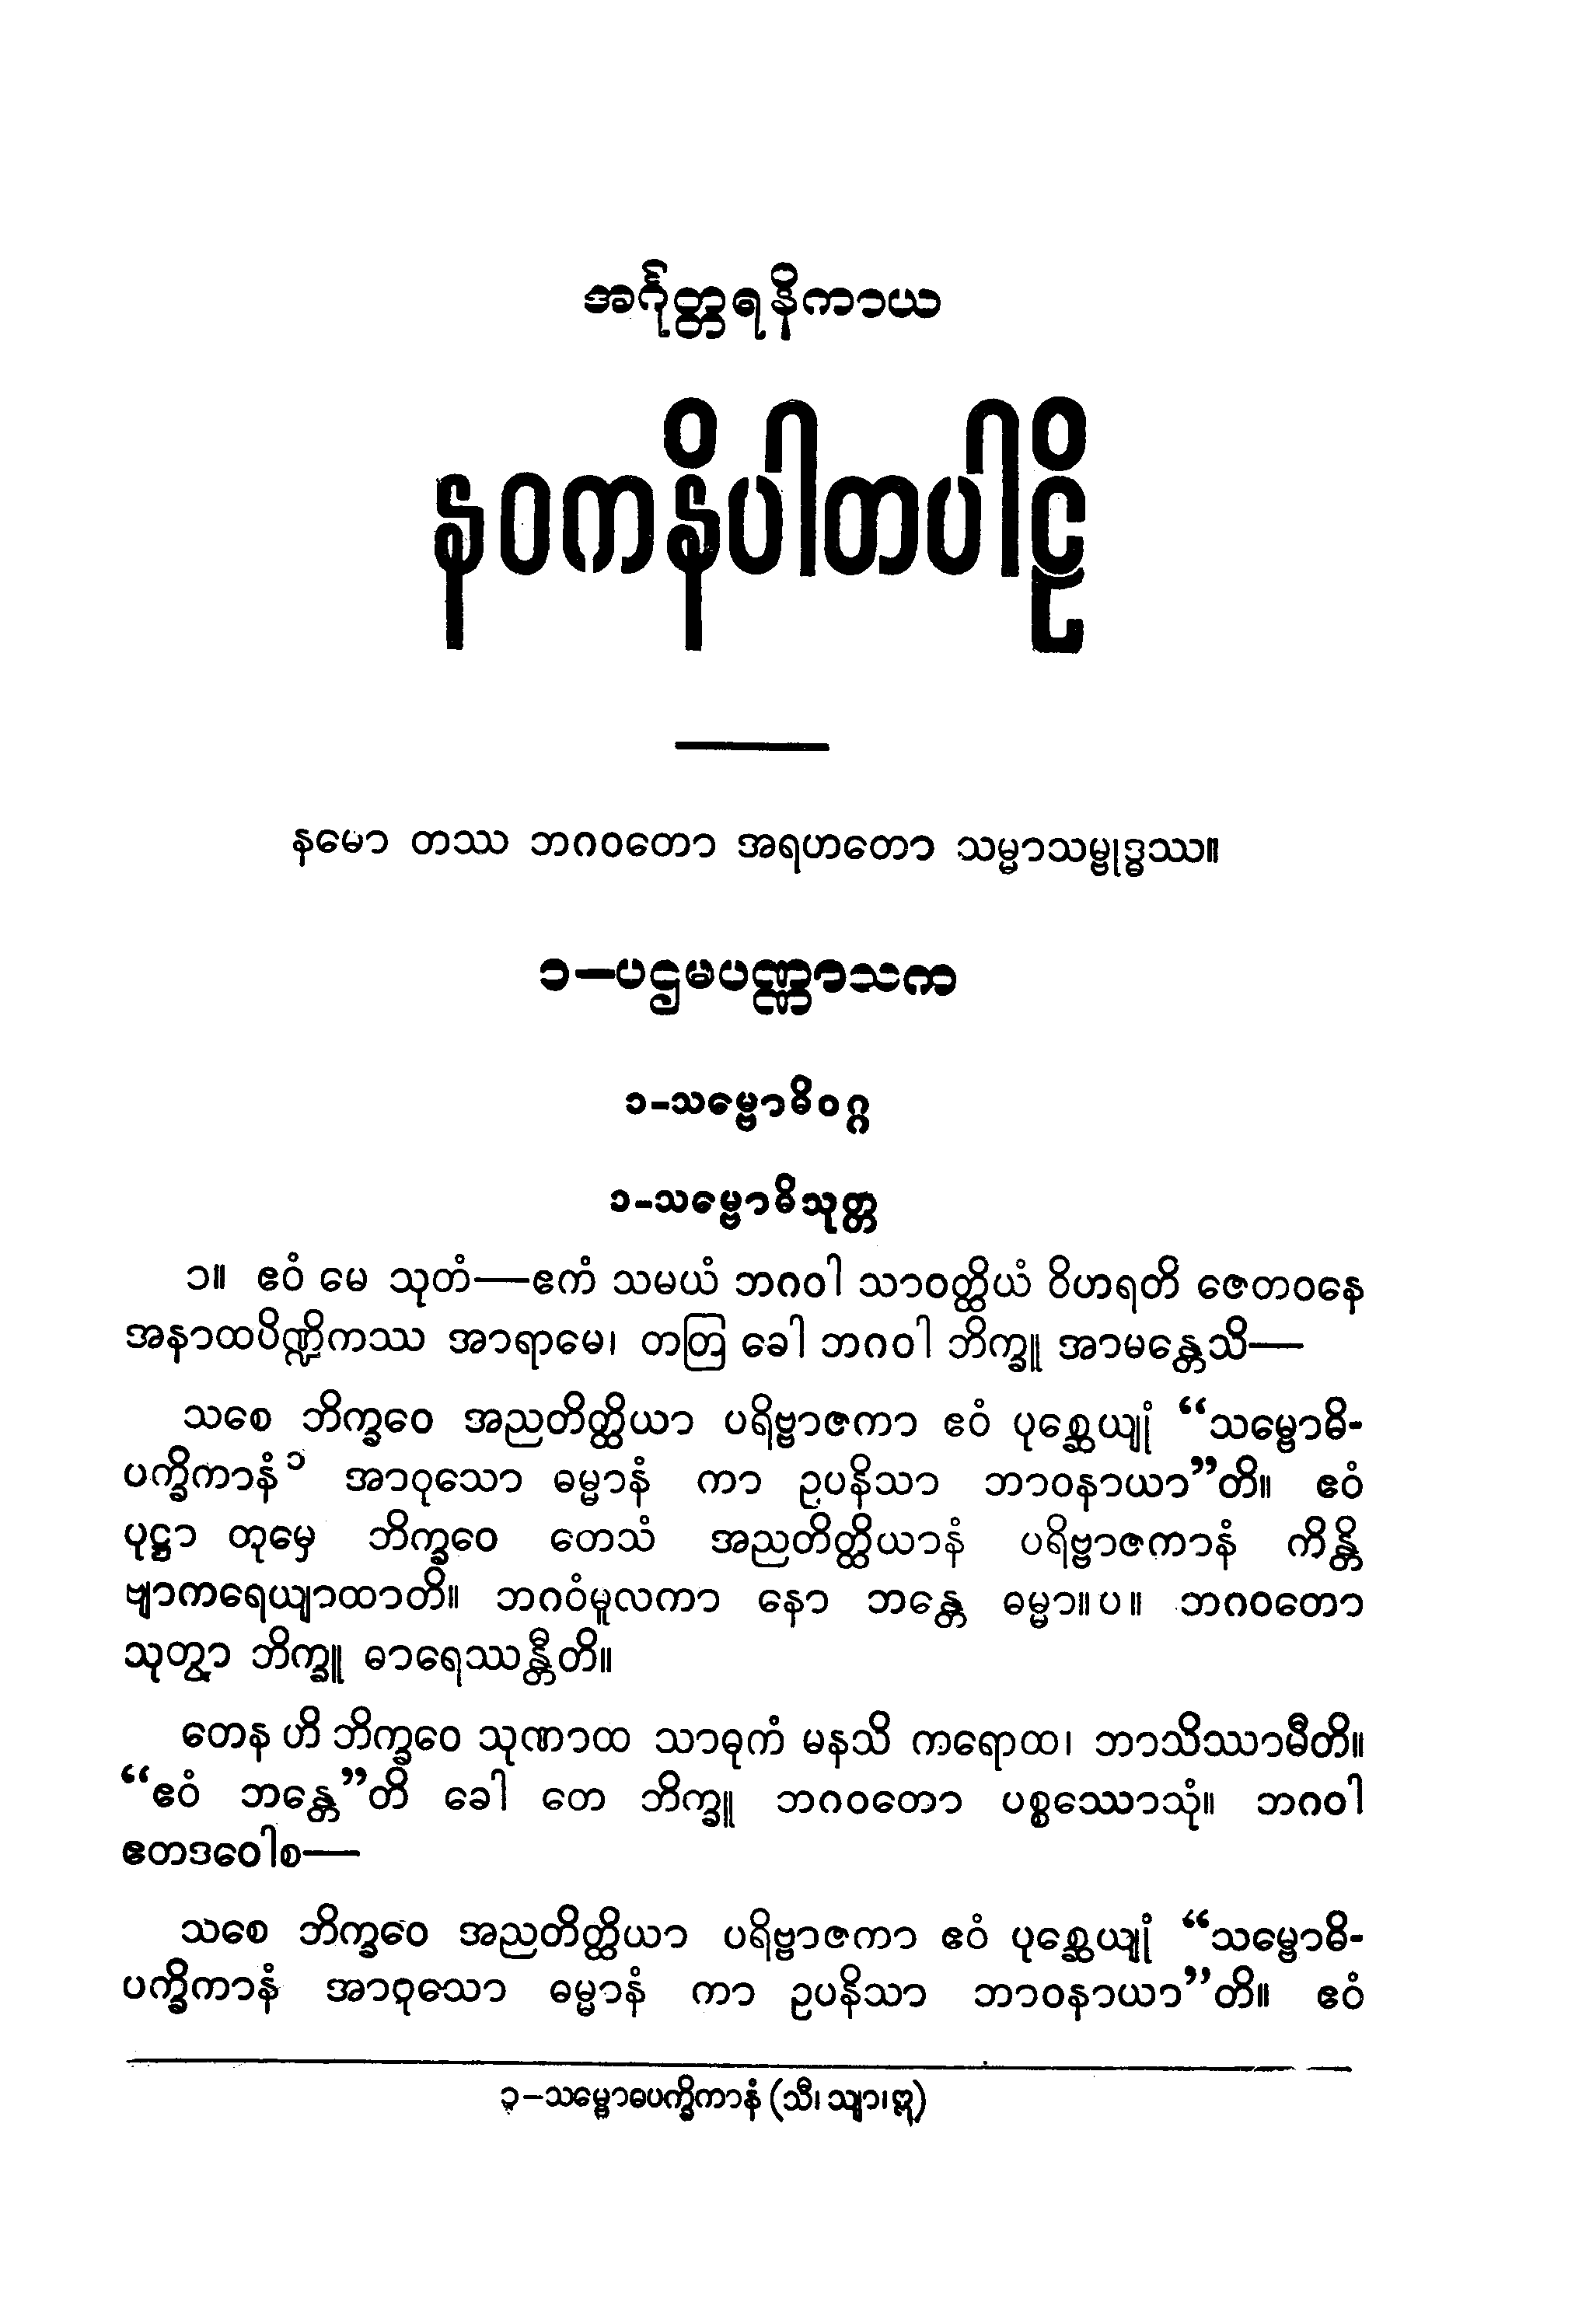 အင်္ဂုတ္တရနိကာယ
နဝကနိပါတပါဠိ
နမော တဿ ဘဂဝတော အရဟတော သမ္မာသမ္ဗုဒ္ဓဿ။
၁–ပဌမပဏ္ဏာသက
၁-သမ္ဗောဓိဝဂ္ဂ
၁-သမ္ဗောဓိသုတ္တ
၁။ ဧဝံ မေ သုတံ—ဧကံ သမယံ ဘဂဝါ သာဝတ္ထိယံ ဝိဟရတိ ဇေတဝနေ
အနာထပိဏ္ဍိကဿ အာရာမေ၊ တတြ ခေါ ဘဂဝါ ဘိက္ခူ အာမန္တေသိ—
သစေ ဘိက္ခဝေ အညတိတ္ထိယာ ပရိဗ္ဗာဇကာ ဧဝံ ပုစ္ဆေယျုံ “သမ္ဗောဓိ-
ပက္ခိကာနံ၁ အာဝုသော ဓမ္မာနံ ကာ ဥပနိသာ ဘာဝနာယာ”တိ။ ဧဝံ
ပုဋ္ဌာ တုမှေ ဘိက္ခဝေ တေသံ အညတိတ္ထိယာနံ ပရိဗ္ဗာဇကာနံ ကိန္တိ
ဗျာကရေယျာထာတိ။ ဘဂဝံမူလကာ နော ဘန္တေ ဓမ္မာ။ပ။ ဘဂဝတော
သုတွာ ဘိက္ခူ ဓာရေဿန္တီတိ။
တေန ဟိ ဘိက္ခဝေ သုဏာထ သာဓုကံ မနသိ ကရောထ၊ ဘာသိဿာမီတိ။
“ဧဝံ ဘန္တေ”တိ ခေါ တေ ဘိက္ခူ ဘဂဝတော ပစ္စဿောသုံ။ ဘဂဝါ
ဧတဒဝေါစ—
သစေ ဘိက္ခဝေ အညတိတ္ထိယာ ပရိဗ္ဗာဇကာ ဧဝံ ပုစ္ဆေယျုံ “သမ္ဗောဓိ-
ပက္ခိကာနံ အာဝုသော ဓမ္မာနံ ကာ ဥပနိသာ ဘာဝနာယာ”တိ။ ဧဝံ
၁–သမ္ဗောဓပက္ခိကာနံ (သီ၊ သျာ၊ ဣ)